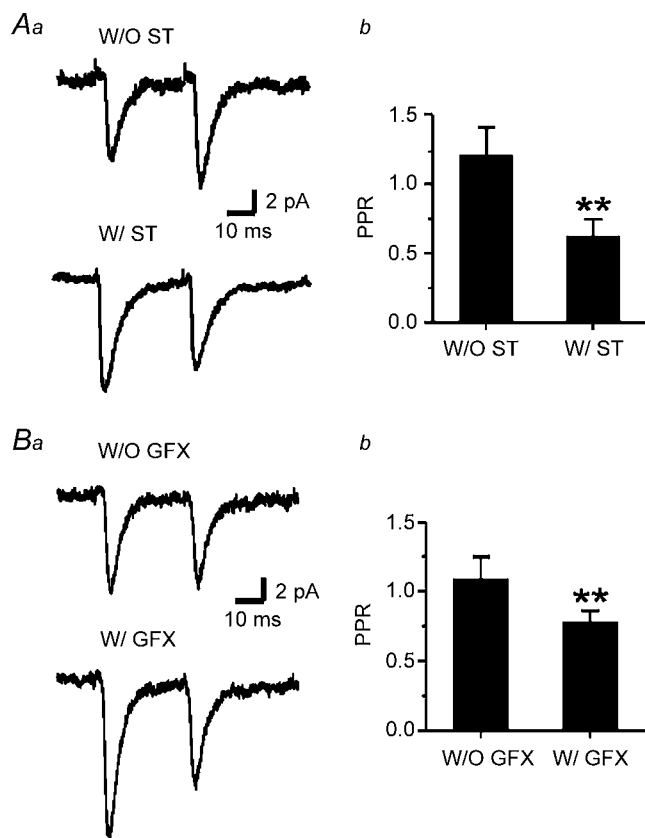 Aa
W/O ST
2 pA
10 ms
W/ ST
b
1.5
1.0
0.5
0.0
PPR
**
W/O ST
W/ ST
Ba
W/O GFX
2 pA
10 ms
W/ GFX
b
1.5
1.0
0.5
0.0
PPR
**
W/O GFX
W/ GFX